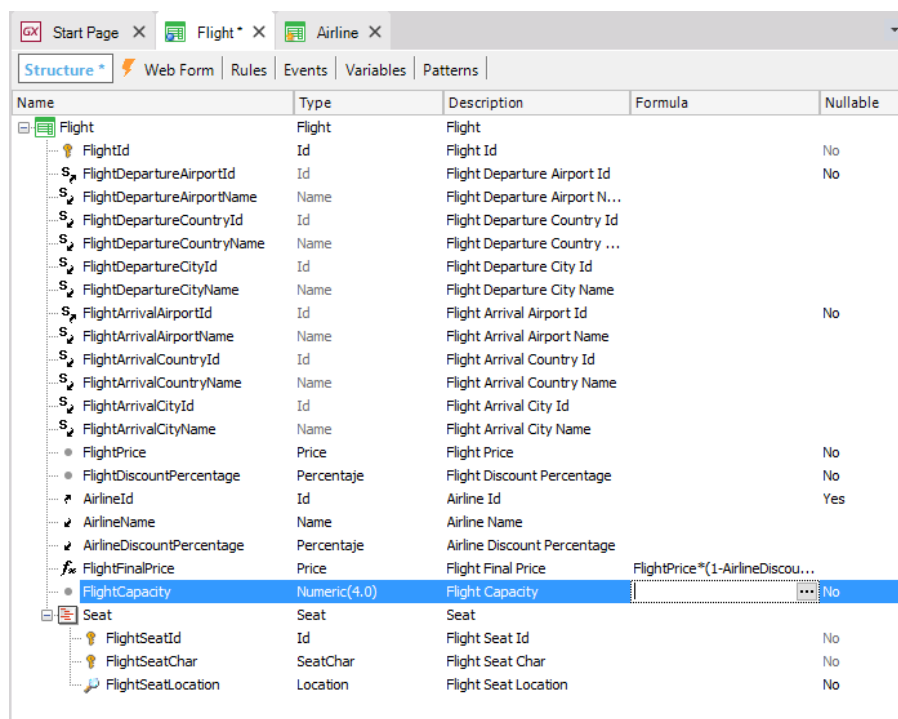 GX Start Page Flight * Airline
Structure * Web Form Rules Events Variables Patterns
Name Type Description Formula Nullable
Flight Flight Flight
FlightId Id Flight Id No
S FlightDepartureAirportId Id Flight Departure Airport Id No
S FlightDepartureAirportName Name Flight Departure Airport N...
S FlightDepartureCountryId Id Flight Departure Country Id
S FlightDepartureCountryName Name Flight Departure Country ...
S FlightDepartureCityId Id Flight Departure City Id
S FlightDepartureCityName Name Flight Departure City Name
S FlightArrivalAirportId Id Flight Arrival Airport Id No
S FlightArrivalAirportName Name Flight Arrival Airport Name
S FlightArrivalCountryId Id Flight Arrival Country Id
S FlightArrivalCountryName Name Flight Arrival Country Name
S FlightArrivalCityId Id Flight Arrival City Id
S FlightArrivalCityName Name Flight Arrival City Name
FlightPrice Price Flight Price No
FlightDiscountPercentage Percentaje Flight Discount Percentage No
AirlineId Id Airline Id Yes
AirlineName Name Airline Name
AirlineDiscountPercentage Percentaje Airline Discount Percentage
fx FlightFinalPrice Price Flight Final Price FlightPrice*(1-AirlineDiscou...
FlightCapacity Numeric(4.0) Flight Capacity ... No
Seat Seat Seat
FlightSeatId Id Flight Seat Id No
FlightSeatChar SeatChar Flight Seat Char No
FlightSeatLocation Location Flight Seat Location No